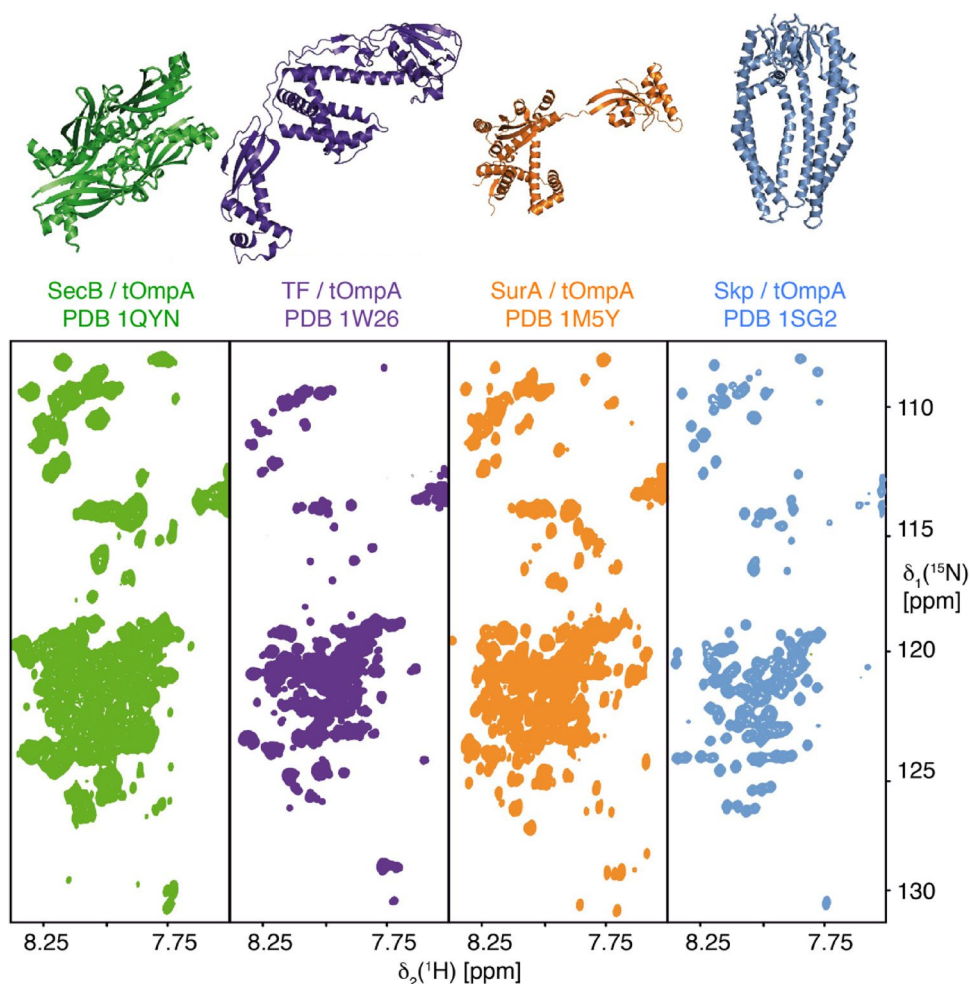 SecB / tOmpA
PDB 1QYN
TF / tOmpA
PDB 1W26
SurA / tOmpA
PDB 1M5Y
Skp / tOmpA
PDB 1SG2
110
115
δ₁(¹⁵N)
[ppm]
120
125
130
8.25 7.75 8.25 7.75 8.25 7.75 8.25 7.75
δ₂(¹H) [ppm]